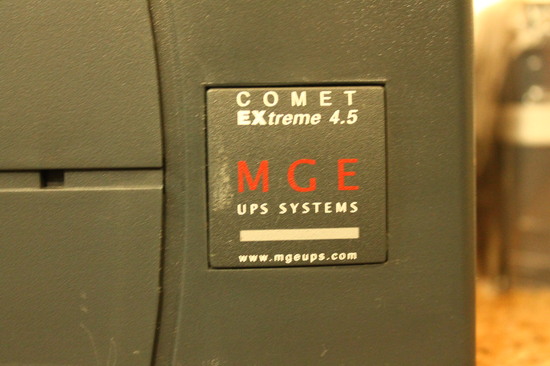 COMET
EXtreme 4.5
MGE
UPS SYSTEMS
www.mgeups.com